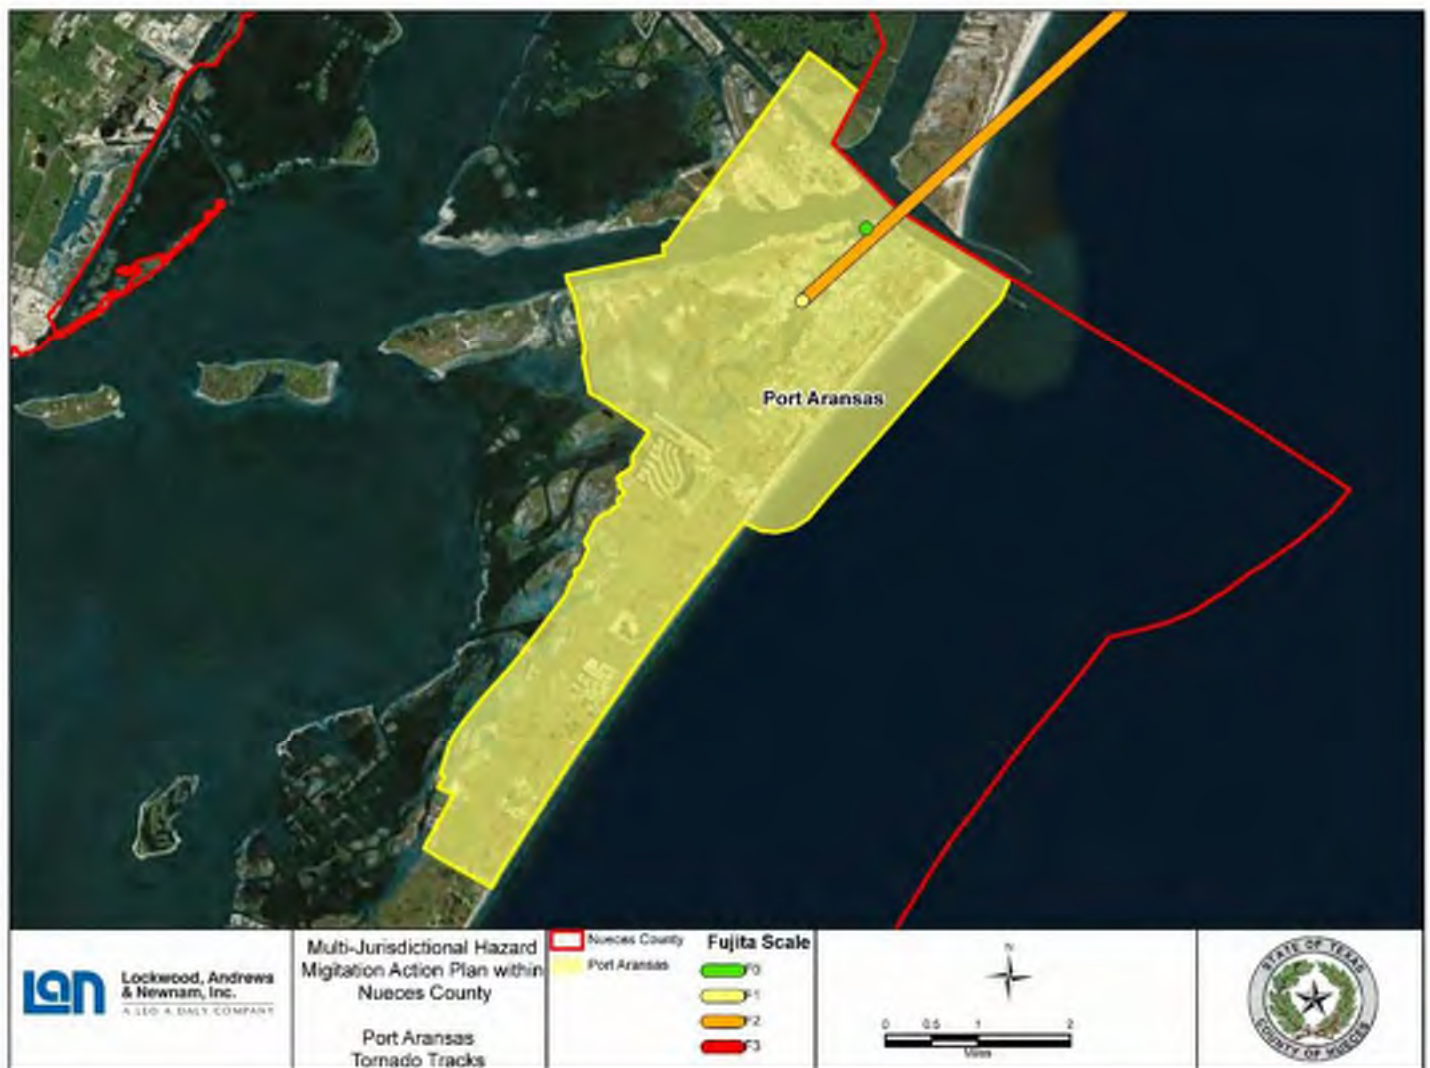 Port Aransas
Lan
Lockwood, Andrews
& Newnam, Inc.
A LEO A DALY COMPANY
Multi-Jurisdictional Hazard
Migitation Action Plan within
Nueces County
Port Aransas
Tornado Tracks
Nueces County
Port Aransas
Fujita Scale
F0
F1
F2
F3
N
0 0.5 1 2
Miles
STATE OF TEXAS
COUNTY OF NUECES